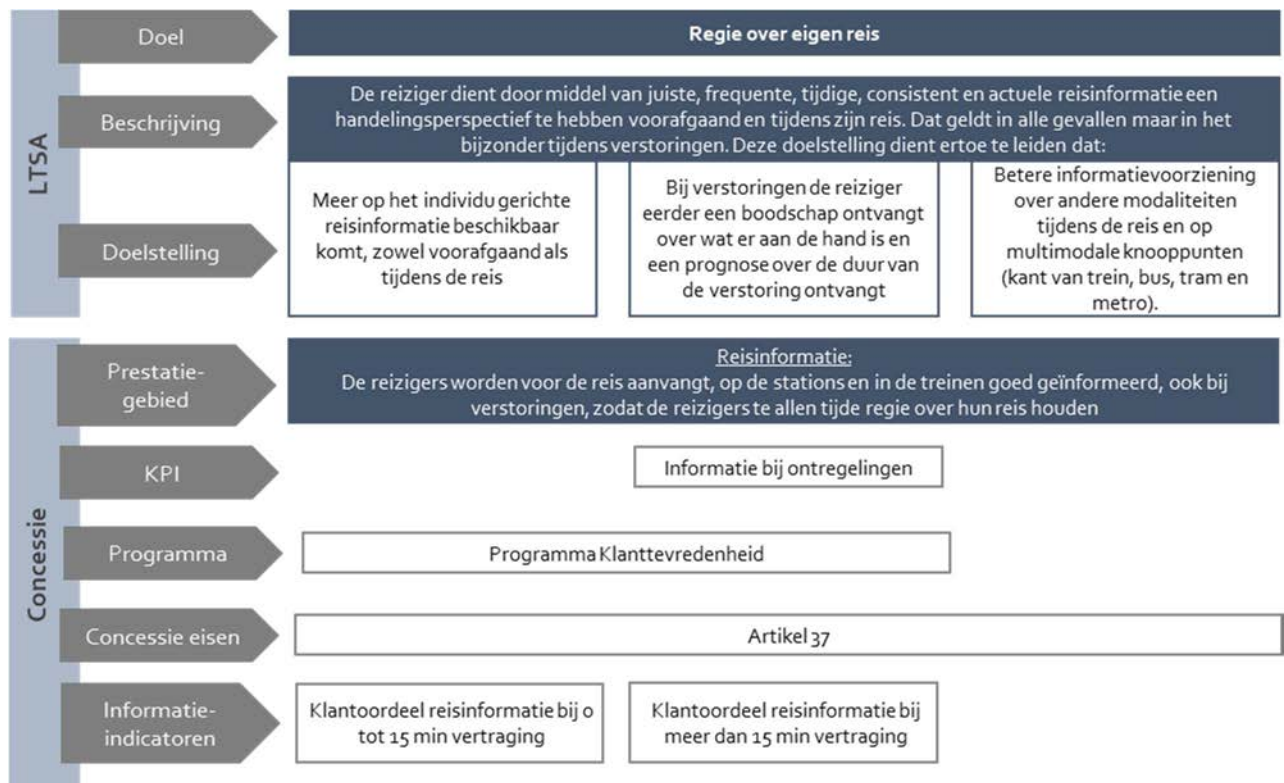 LTSA
Doel
Regie over eigen reis
Beschrijving
De reiziger dient door middel van juiste, frequente, tijdige, consistent en actuele reisinformatie een
handelingsperspectief te hebben voorafgaand en tijdens zijn reis. Dat geldt in alle gevallen maar in het
bijzonder tijdens verstoringen. Deze doelstelling dient ertoe te leiden dat:
Doelstelling
Meer op het individu gerichte
reisinformatie beschikbaar
komt, zowel voorafgaand als
tijdens de reis
Bij verstoringen de reiziger
eerder een boodschap ontvangt
over wat er aan de hand is en
een prognose over de duur van
de verstoring ontvangt
Betere informatievoorziening
over andere modaliteiten
tijdens de reis en op
multimodale knooppunten
(kant van trein, bus, tram en
metro).
Concessie
Prestatie-
gebied
Reisinformatie:
De reizigers worden voor de reis aanvangt, op de stations en in de treinen goed geïnformeerd, ook bij
verstoringen, zodat de reizigers te allen tijde regie over hun reis houden
KPI
Informatie bij ontregelingen
Programma
Programma Klanttevredenheid
Concessie eisen
Artikel 37
Informatie-
indicatoren
Klantoordeel reisinformatie bij 0
tot 15 min vertraging
Klantoordeel reisinformatie bij
meer dan 15 min vertraging